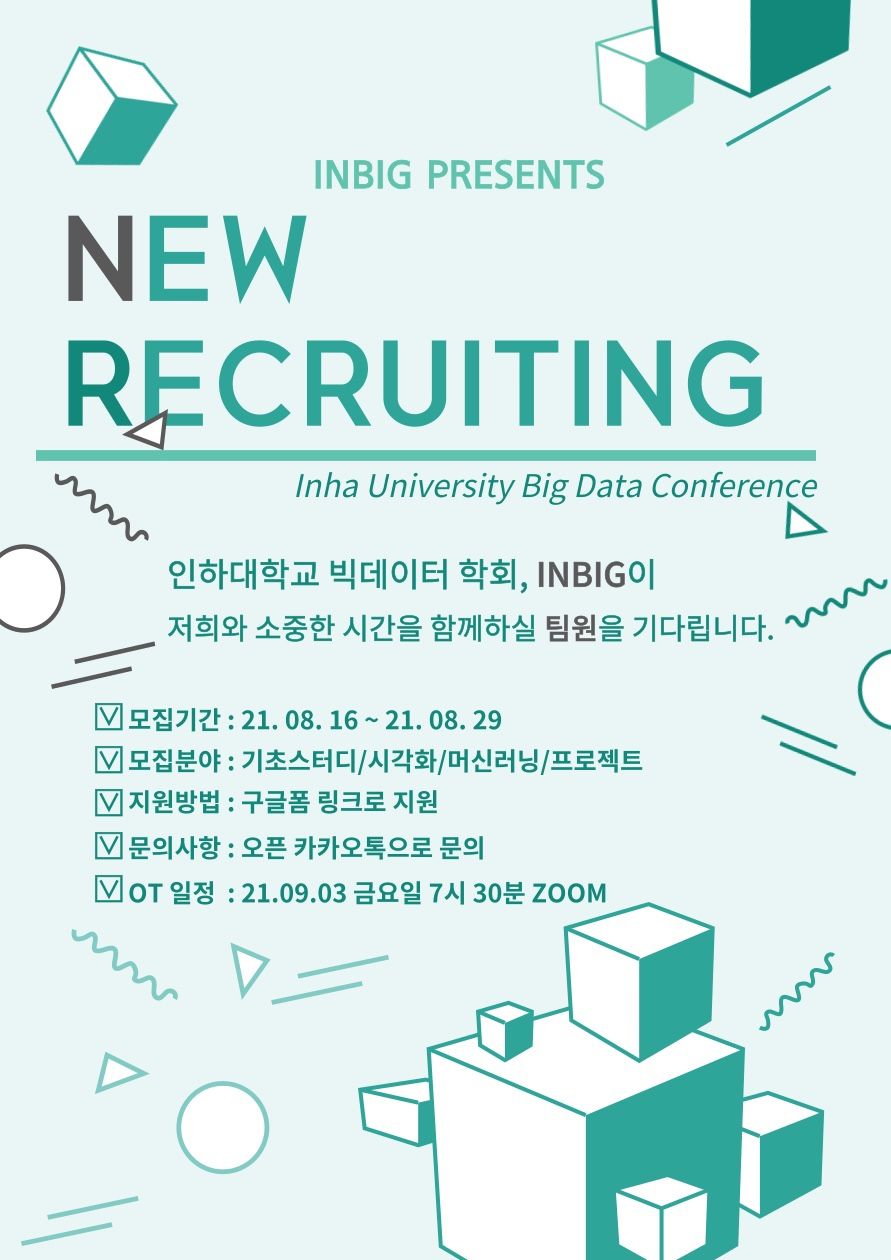 INBIG PRESENTS
NEW
RECRUITING
Inha University Big Data Conference
인하대학교 빅데이터 학회, INBIG이
저희와 소중한 시간을 함께하실 팀원을 기다립니다.
모집기간 : 21. 08. 16 ~ 21. 08. 29
모집분야 : 기초스터디/시각화/머신러닝/프로젝트
지원방법 : 구글폼 링크로 지원
문의사항 : 오픈 카카오톡으로 문의
OT 일정 : 21.09.03 금요일 7시 30분 ZOOM